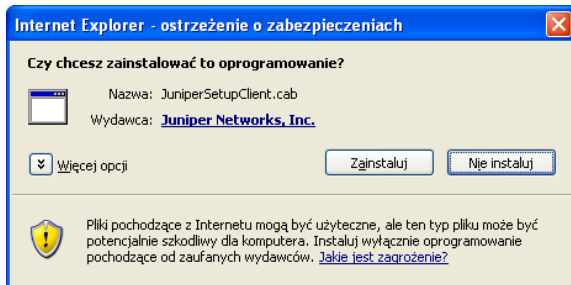 Internet Explorer - ostrzeżenie o zabezpieczeniach
Czy chcesz zainstalować to oprogramowanie?
Nazwa: JuniperSetupClient.cab
Wydawca: Juniper Networks, Inc.
Więcej opcji
Zainstaluj
Nie instaluj
Pliki pochodzące z Internetu mogą być użyteczne, ale ten typ pliku może być
potencjalnie szkodliwy dla komputera. Instaluj wyłącznie oprogramowanie
pochodzące od zaufanych wydawców. Jakie jest zagrożenie?